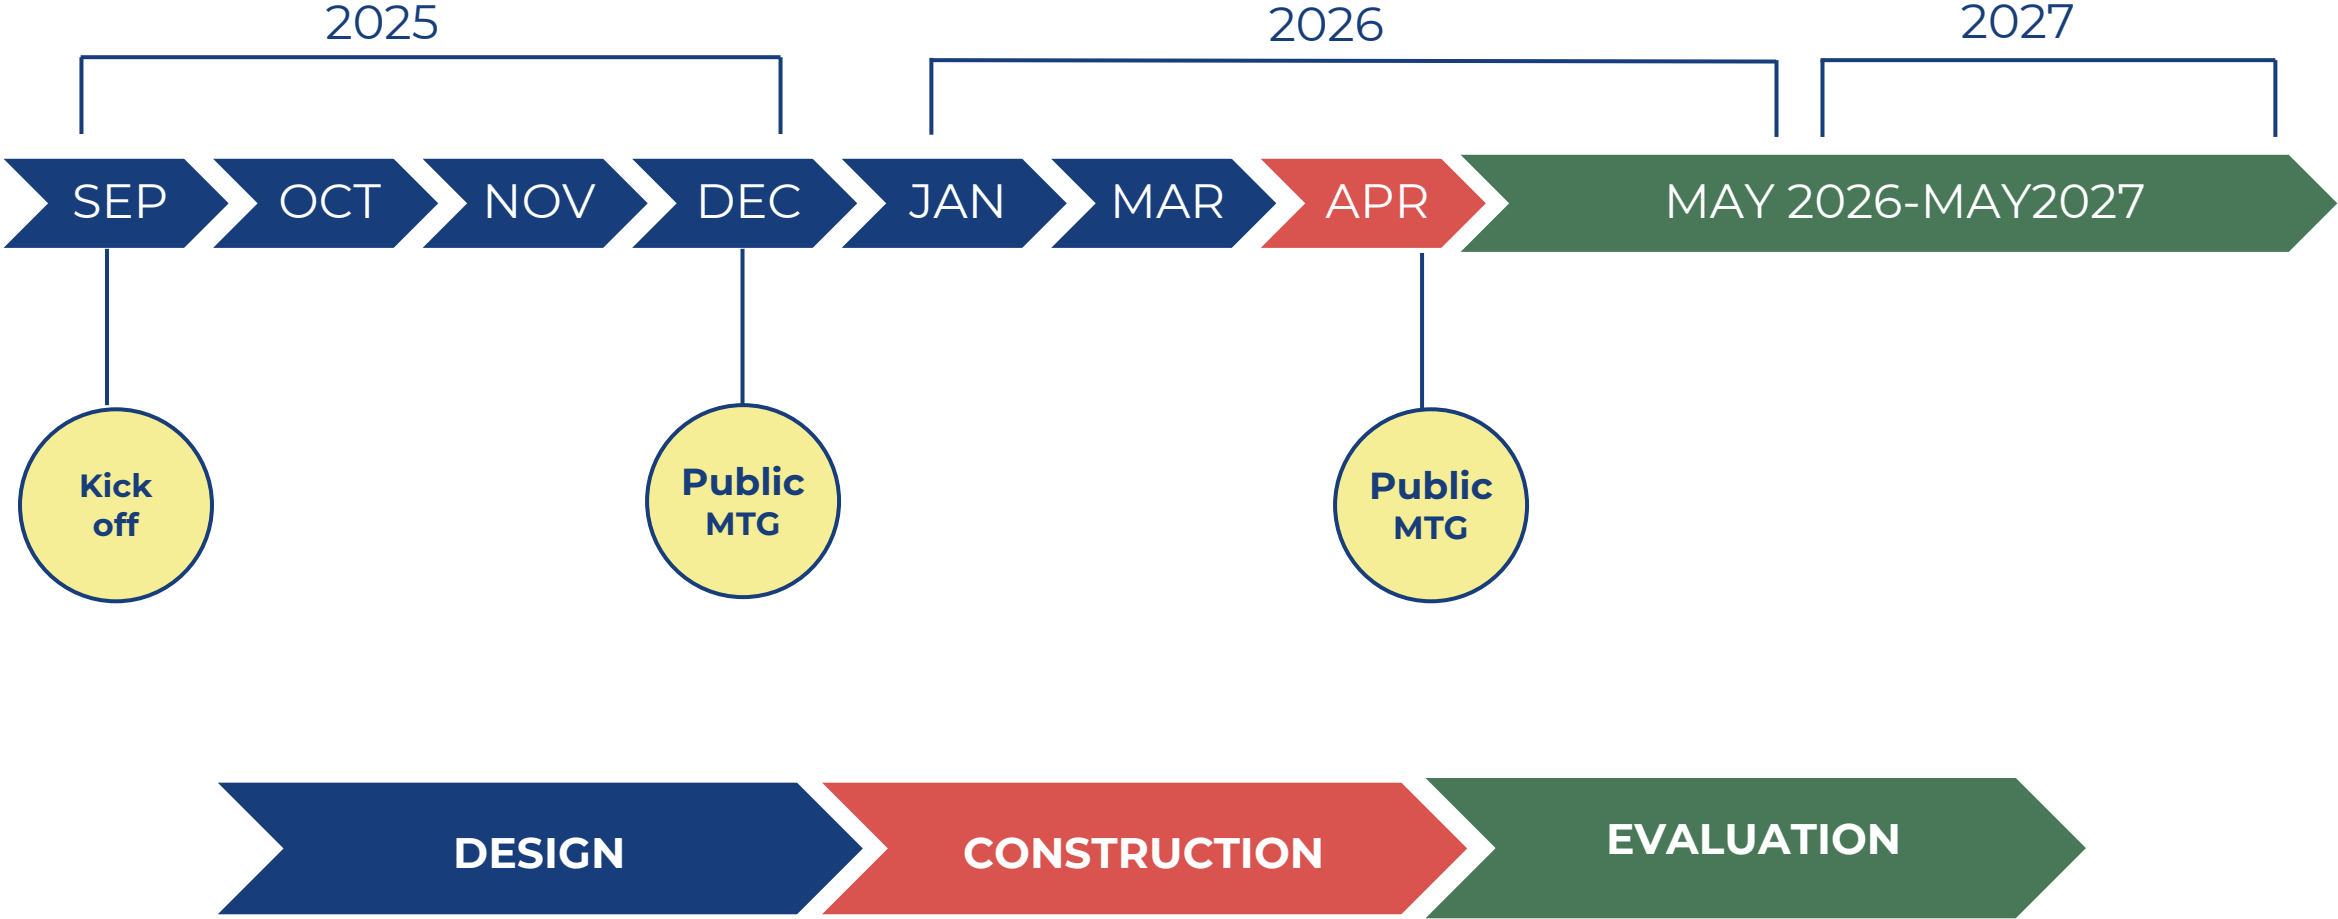 2025
2026
2027
SEP
OCT
NOV
DEC
JAN
MAR
APR
MAY 2026-MAY2027
Kick
off
Public
MTG
Public
MTG
DESIGN
CONSTRUCTION
EVALUATION